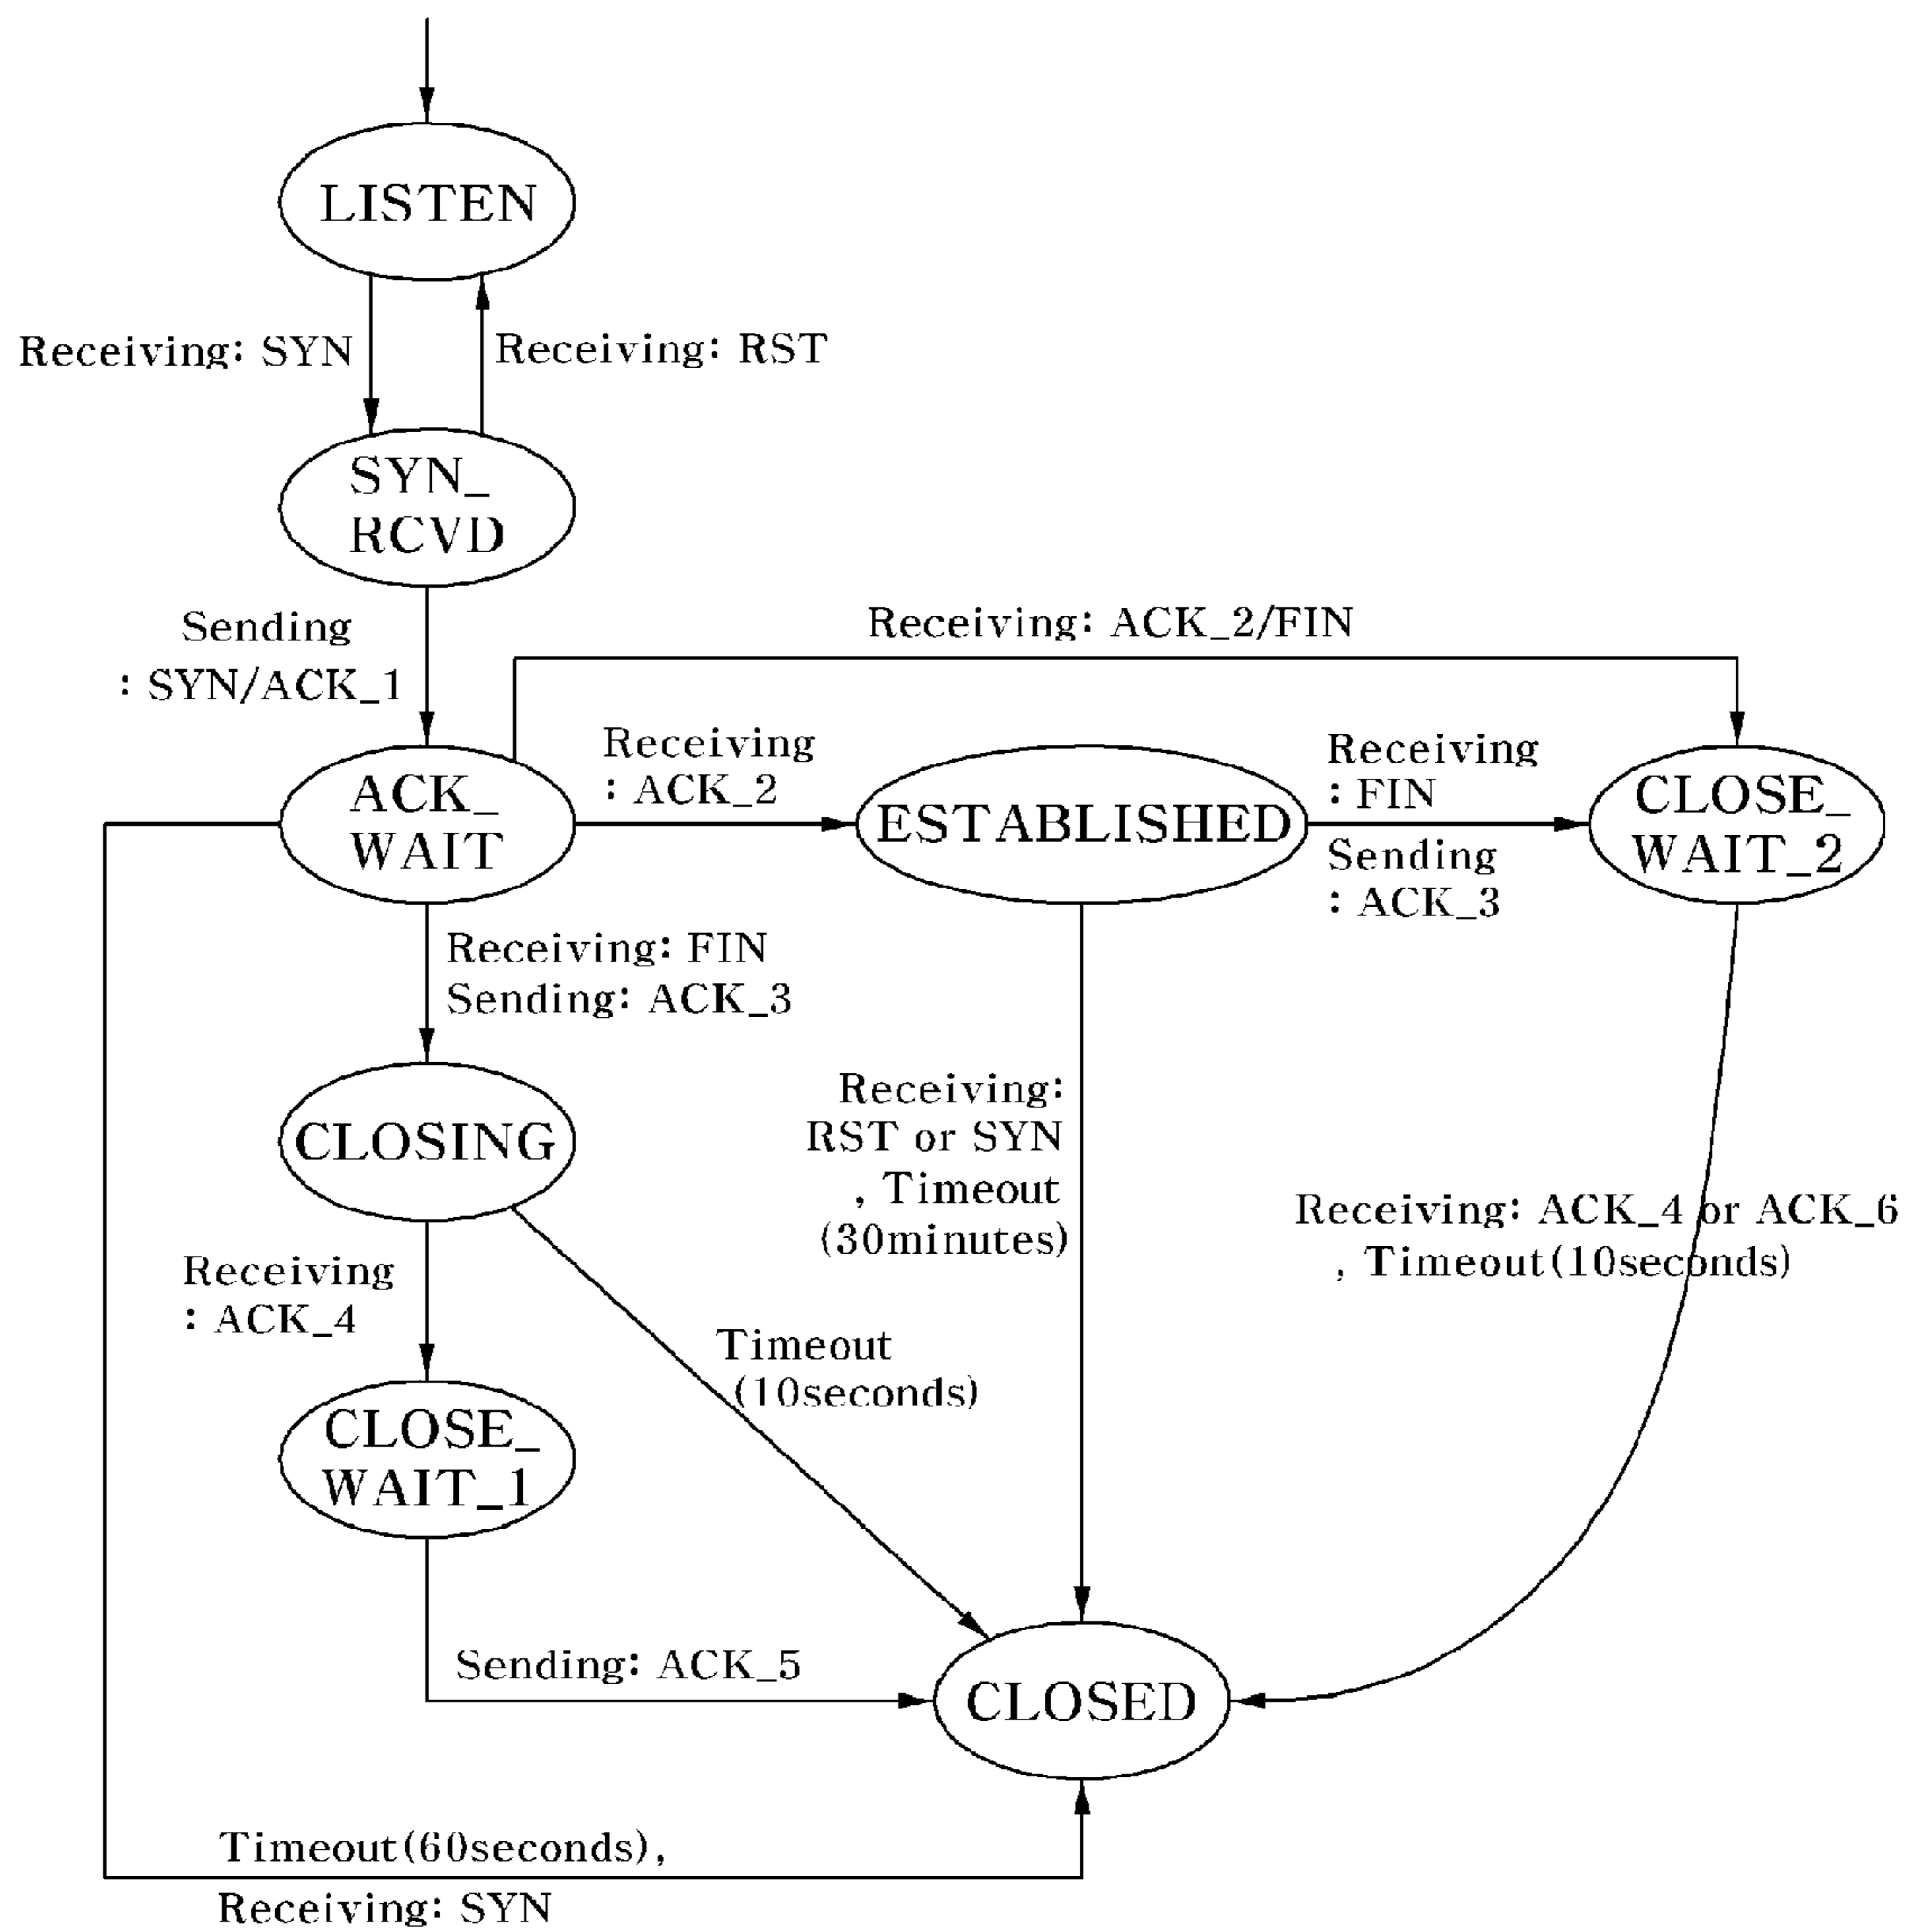 LISTEN
Receiving: SYN
Receiving: RST
SYN_
RCVD
Sending
: SYN/ACK_1
Receiving: ACK_2/FIN
ACK_
WAIT
Receiving
: ACK_2
ESTABLISHED
Receiving
: FIN
Sending
: ACK_3
CLOSE_
WAIT_2
Receiving: FIN
Sending: ACK_3
CLOSING
Receiving:
RST or SYN
, Timeout
(30minutes)
Receiving: ACK_4 or ACK_6
, Timeout(10seconds)
Receiving
: ACK_4
Timeout
(10seconds)
CLOSE_
WAIT_1
Sending: ACK_5
CLOSED
Timeout(60seconds),
Receiving: SYN